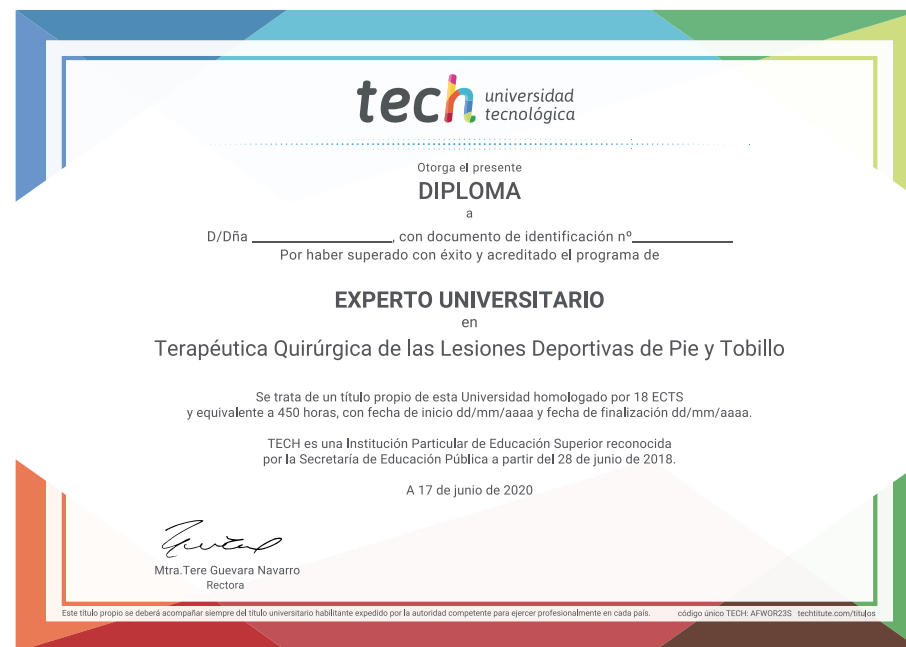 tech universidad
tecnológica
Otorga el presente
DIPLOMA
a
D/Dña ____________________, con documento de identificación nº______________
Por haber superado con éxito y acreditado el programa de
EXPERTO UNIVERSITARIO
en
Terapéutica Quirúrgica de las Lesiones Deportivas de Pie y Tobillo
Se trata de un título propio de esta Universidad homologado por 18 ECTS
y equivalente a 450 horas, con fecha de inicio dd/mm/aaaa y fecha de finalización dd/mm/aaaa.
TECH es una Institución Particular de Educación Superior reconocida
por la Secretaría de Educación Pública a partir del 28 de junio de 2018.
A 17 de junio de 2020
Mtra.Tere Guevara Navarro
Rectora
Este título propio se deberá acompañar siempre del título universitario habilitante expedido por la autoridad competente para ejercer profesionalmente en cada país. código único TECH: AFWOR23S techtitute.com/titulos